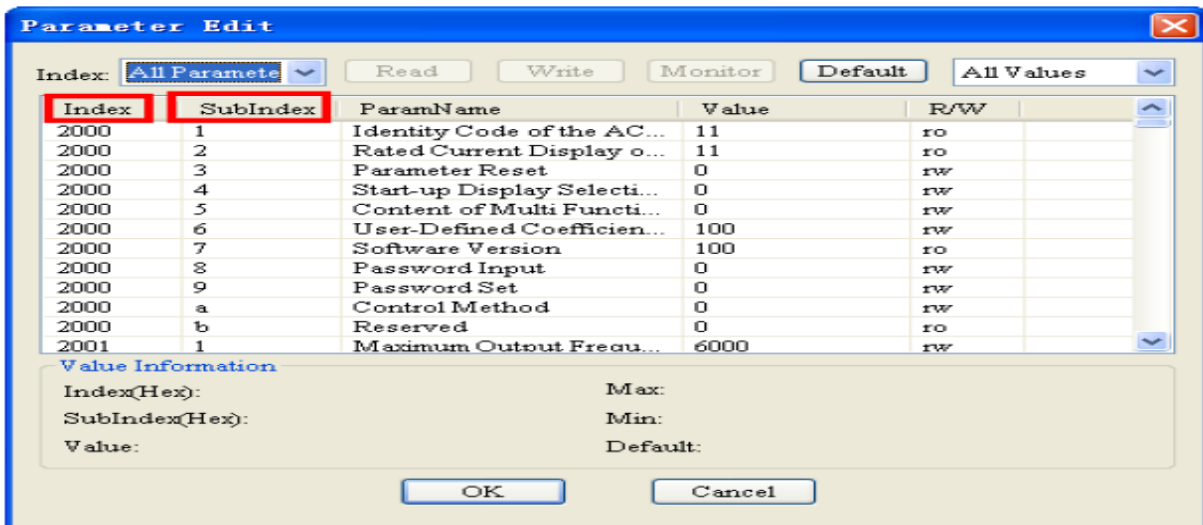 Parameter Edit
Index: All Paramete Read Write Monitor Default All Values
Index SubIndex ParamName Value R/W
2000 1 Identity Code of the AC... 11 ro
2000 2 Rated Current Display o... 11 ro
2000 3 Parameter Reset 0 rw
2000 4 Start-up Display Selecti... 0 rw
2000 5 Content of Multi Functi... 0 rw
2000 6 User-Defined Coefficien... 100 rw
2000 7 Software Version 100 ro
2000 8 Password Input 0 rw
2000 9 Password Set 0 rw
2000 a Control Method 0 rw
2000 b Reserved 0 ro
2001 1 Maximum Output Frequ... 6000 rw
Value Information
Index(Hex): Max:
SubIndex(Hex): Min:
Value: Default:
OK Cancel